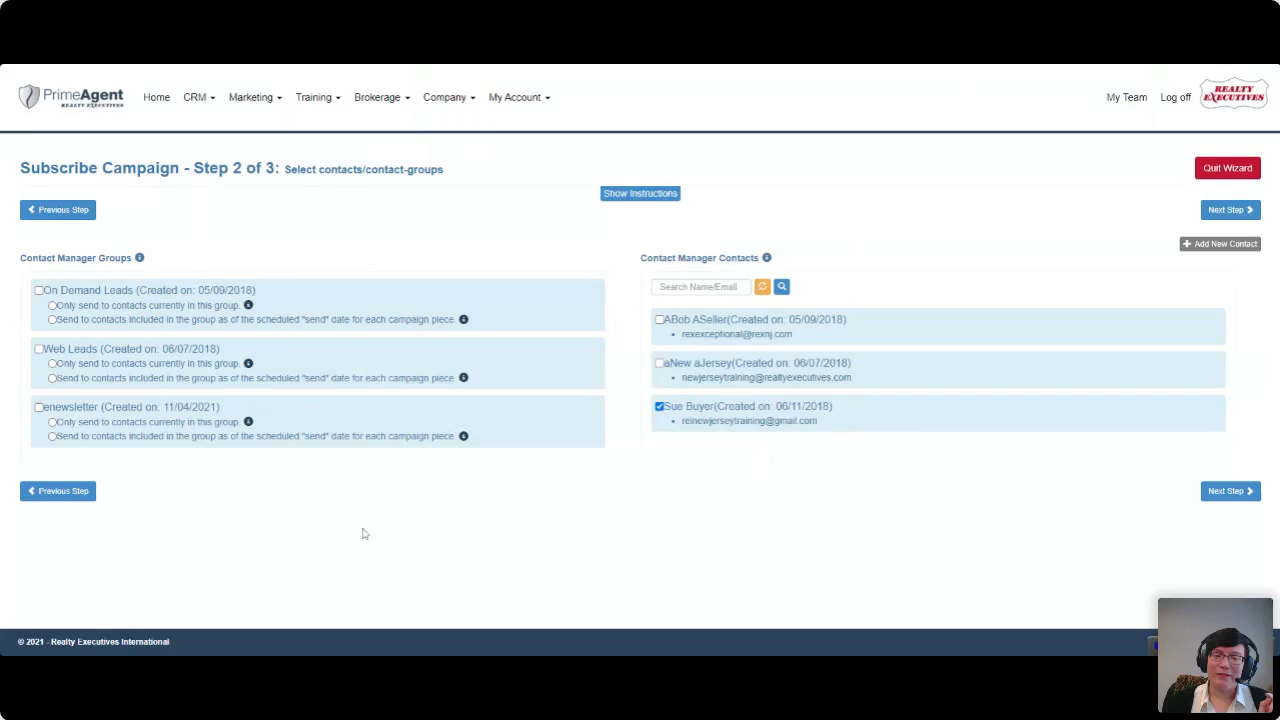 PrimeAgent
REALTY EXECUTIVES
Home CRM Marketing Training Brokerage Company My Account
My Team Log off
REALTY
EXECUTIVES
Subscribe Campaign - Step 2 of 3: Select contacts/contact-groups
Quit Wizard
Show Instructions
Previous Step
Next Step
Add New Contact
Contact Manager Groups
On Demand Leads (Created on: 05/09/2018)
Only send to contacts currently in this group.
Send to contacts included in the group as of the scheduled "send" date for each campaign piece.
Web Leads (Created on: 06/07/2018)
Only send to contacts currently in this group.
Send to contacts included in the group as of the scheduled "send" date for each campaign piece.
enewsletter (Created on: 11/04/2021)
Only send to contacts currently in this group.
Send to contacts included in the group as of the scheduled "send" date for each campaign piece.
Contact Manager Contacts
Search Name/Email
ABob ASeller(Created on: 05/09/2018)
rexexceptional@rexnj.com
aNew aJersey(Created on: 06/07/2018)
newjerseytraining@realtyexecutives.com
Sue Buyer(Created on: 06/11/2018)
reinewjerseytraining@gmail.com
Previous Step
Next Step
© 2021 - Realty Executives International